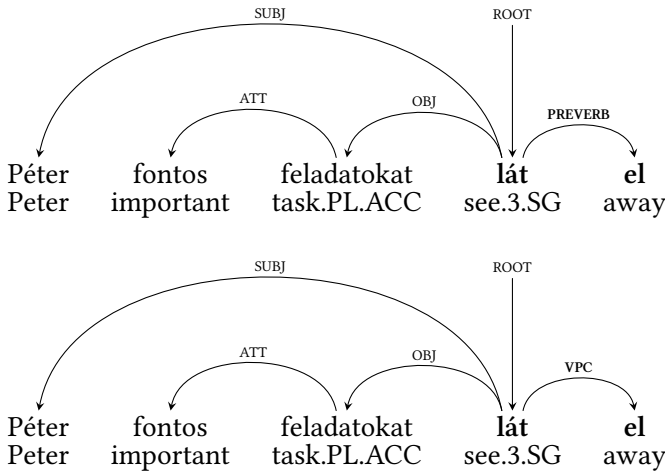 SUBJ ROOT
ATT OBJ PREVERB
Péter fontos feladatokat lát el
Peter important task.PL.ACC see.3.SG away
SUBJ ROOT
ATT OBJ VPC
Péter fontos feladatokat lát el
Peter important task.PL.ACC see.3.SG away